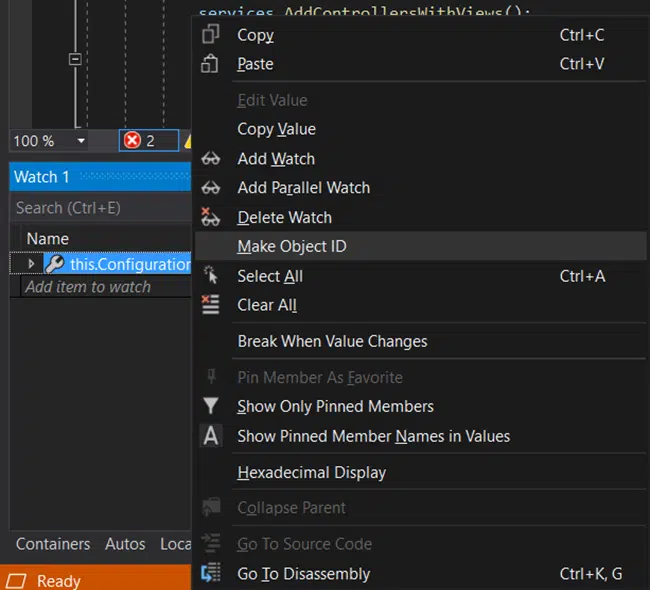 services.AddControllersWithViews();
Copy Ctrl+C
Paste Ctrl+V
Edit Value
Copy Value
100 % 2
Add Watch
Watch 1
Add Parallel Watch
Search (Ctrl+E)
Delete Watch
Name
Make Object ID
this.Configuration
Select All Ctrl+A
Add item to watch
Clear All
Break When Value Changes
Pin Member As Favorite
Show Only Pinned Members
Show Pinned Member Names in Values
Hexadecimal Display
Collapse Parent
Containers Autos Loca
Go To Source Code
Ready
Go To Disassembly Ctrl+K, G